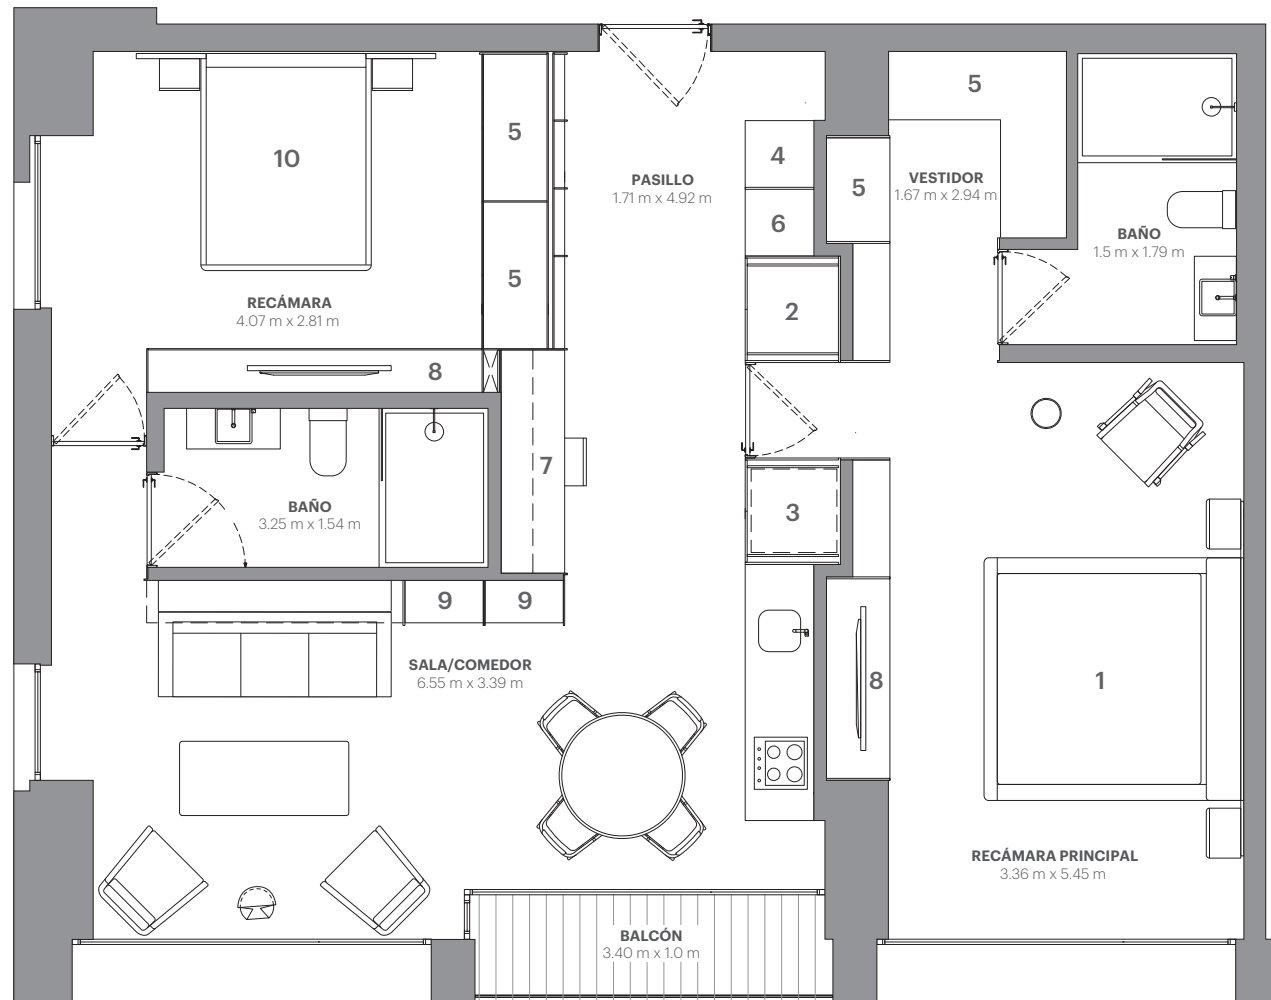 5
10
5
4
PASILLO
1.71 m x 4.92 m
5
VESTIDOR
1.67 m x 2.94 m
6
BAÑO
1.5 m x 1.79 m
5
2
RECÁMARA
4.07 m x 2.81 m
8
7
BAÑO
3.25 m x 1.54 m
3
9
9
SALA/COMEDOR
6.55 m x 3.39 m
8
1
RECÁMARA PRINCIPAL
3.36 m x 5.45 m
BALCÓN
3.40 m x 1.0 m